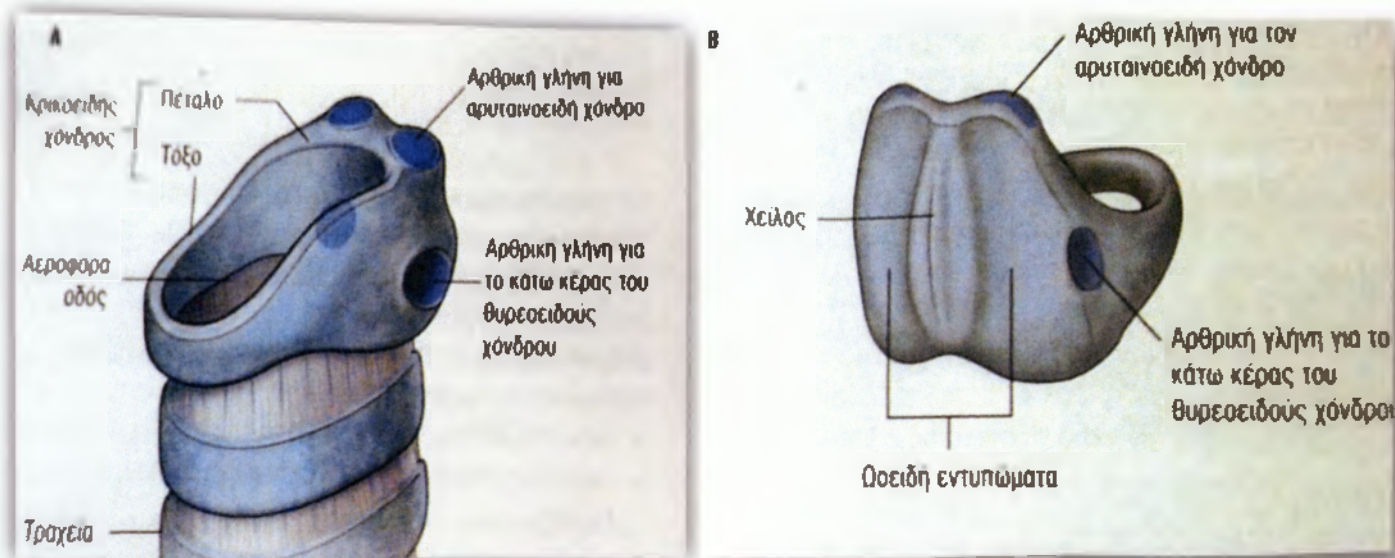 A
Κρικοειδής
χόνδρος
Πέταλο
Τόξο
Αρθρική γλήνη για
αρυταινοειδή χόνδρο
Αεροφόρα
οδός
Αρθρική γλήνη για
το κάτω κέρας του
θυρεοειδούς
χόνδρου
Τραχεία
B
Αρθρική γλήνη για τον
αρυταινοειδή χόνδρο
Χείλος
Αρθρική γλήνη για το
κάτω κέρας του
θυρεοειδούς χόνδρου
Ωοειδή εντυπώματα